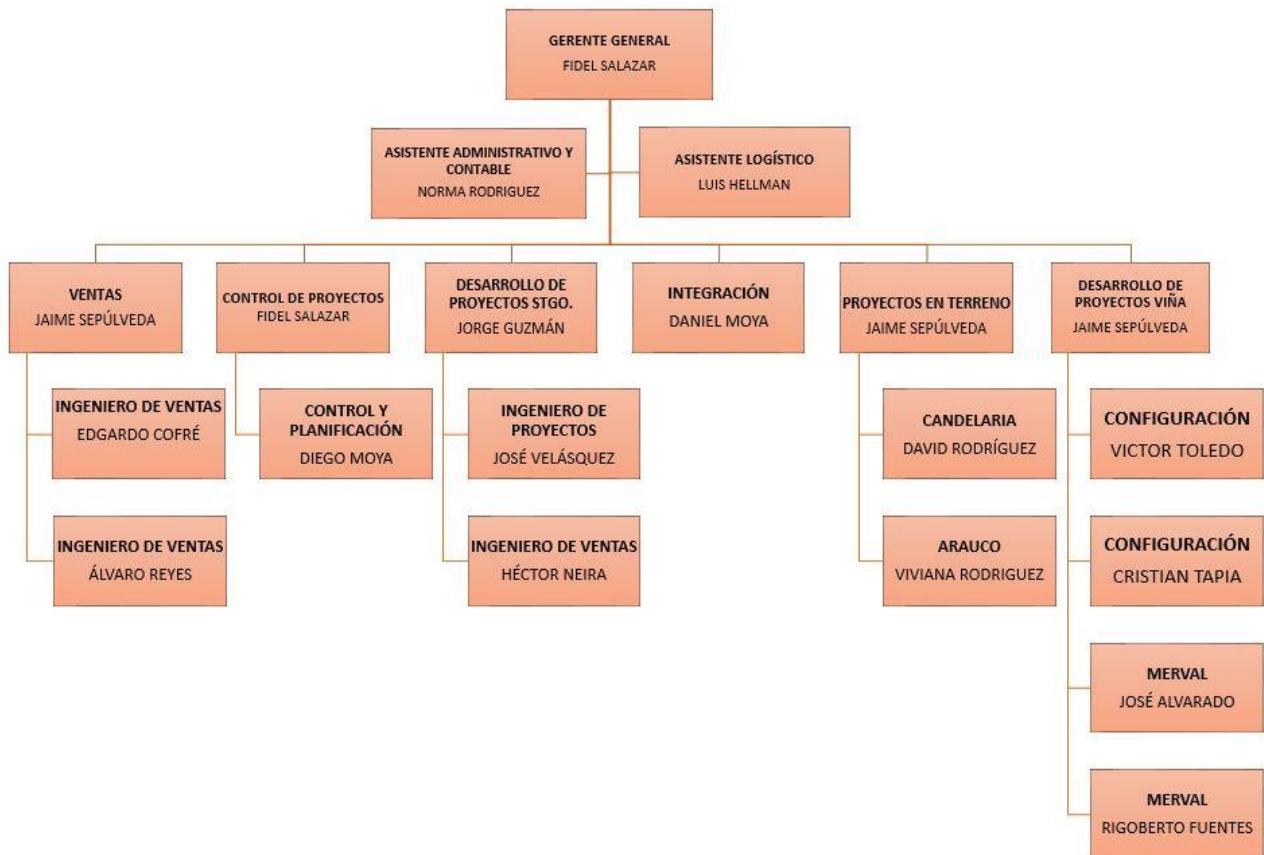 GERENTE GENERAL
FIDEL SALAZAR
ASISTENTE ADMINISTRATIVO Y
CONTABLE
NORMA RODRIGUEZ
ASISTENTE LOGÍSTICO
LUIS HELLMAN
VENTAS
JAIME SEPÚLVEDA
CONTROL DE PROYECTOS
FIDEL SALAZAR
DESARROLLO DE
PROYECTOS STGO.
JORGE GUZMÁN
INTEGRACIÓN
DANIEL MOYA
PROYECTOS EN TERRENO
JAIME SEPÚLVEDA
DESARROLLO DE
PROYECTOS VIÑA
JAIME SEPÚLVEDA
INGENIERO DE VENTAS
EDGARDO COFRÉ
CONTROL Y
PLANIFICACIÓN
DIEGO MOYA
INGENIERO DE
PROYECTOS
JOSÉ VELÁSQUEZ
CANDELARIA
DAVID RODRÍGUEZ
CONFIGURACIÓN
VICTOR TOLEDO
INGENIERO DE VENTAS
ÁLVARO REYES
INGENIERO DE VENTAS
HÉCTOR NEIRA
ARAUCO
VIVIANA RODRIGUEZ
CONFIGURACIÓN
CRISTIAN TAPIA
MERVAL
JOSÉ ALVARADO
MERVAL
RIGOBERTO FUENTES